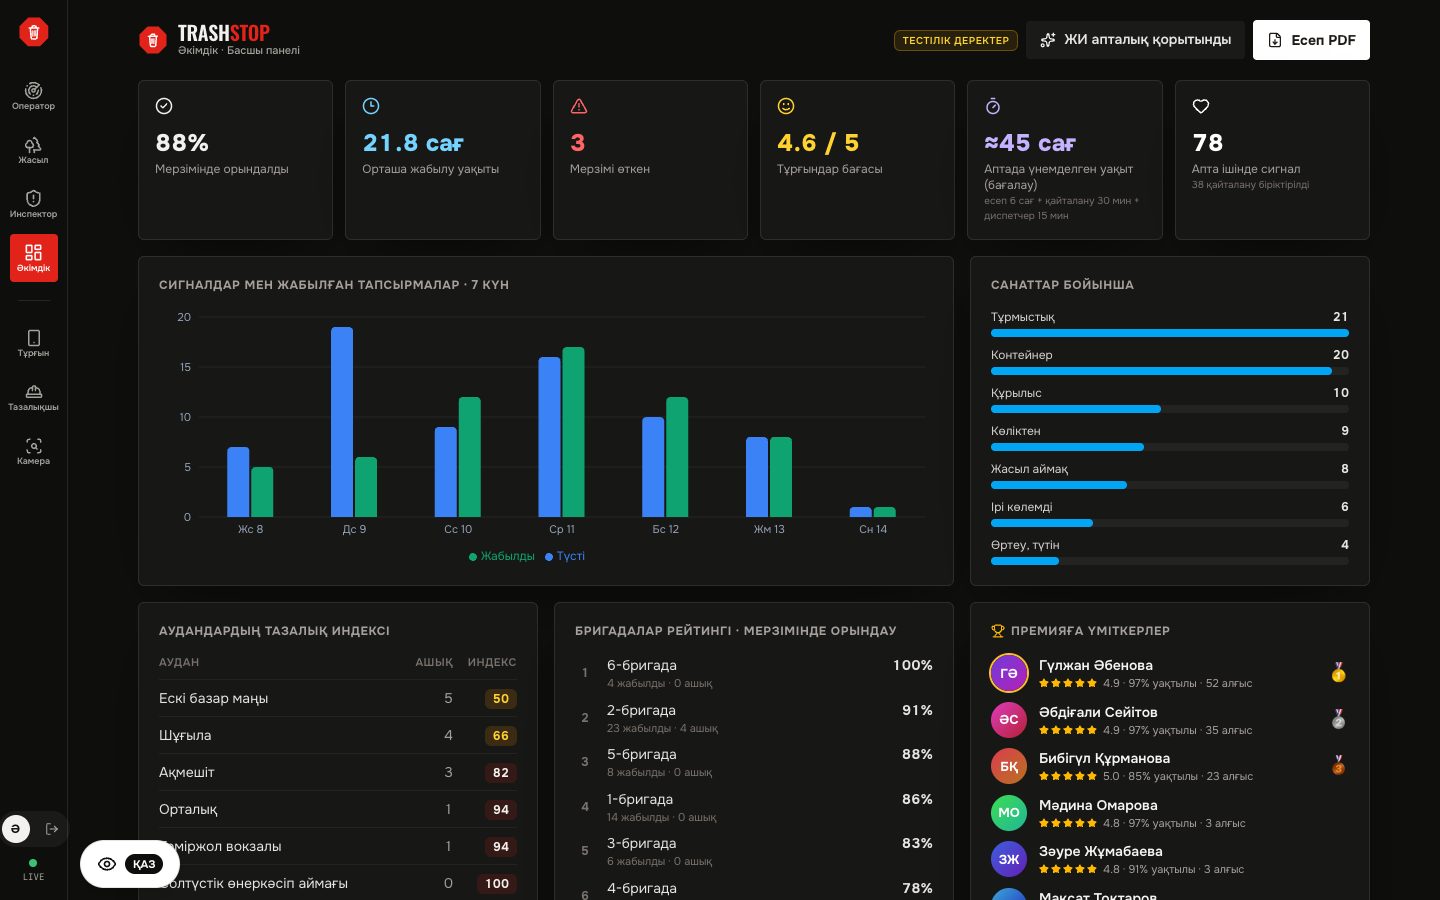 TRASHSTOP
Әкімдік · Басшы панелі
ТЕСТІЛІК ДЕРЕКТЕР
ЖИ апталық қорытынды
Есеп PDF
Оператор
Жасыл
Инспектор
Әкімдік
Тұрғын
Тазалықшы
Камера
Ә
LIVE
ҚАЗ
88%
Мерзімінде орындалды
21.8 сағ
Орташа жабылу уақыты
3
Мерзімі өткен
4.6 / 5
Тұрғындар бағасы
≈45 сағ
Аптада үнемделген уақыт
(бағалау)
есеп 6 сағ + қайталану 30 мин +
диспетчер 15 мин
78
Апта ішінде сигнал
38 қайталану біріктірілді
СИГНАЛДАР МЕН ЖАБЫЛҒАН ТАПСЫРМАЛАР · 7 КҮН
20
15
10
5
0
Жс 8
Дс 9
Сс 10
Ср 11
Бс 12
Жм 13
Сн 14
Жабылды
Түсті
САНАТТАР БОЙЫНША
Тұрмыстық 21
Контейнер 20
Құрылыс 10
Көліктен 9
Жасыл аймақ 8
Ірі көлемді 6
Өртеу, түтін 4
АУДАНДАРДЫҢ ТАЗАЛЫҚ ИНДЕКСІ
АУДАН АШЫҚ ИНДЕКС
Ескі базар маңы 5 50
Шұғыла 4 66
Ақмешіт 3 82
Орталық 1 94
вокзалы 1 94
өнеркәсіп аймағы 0 100
БРИГАДАЛАР РЕЙТИНГІ · МЕРЗІМІНДЕ ОРЫНДАУ
1 6-бригада 100%
4 жабылды · 0 ашық
2 2-бригада 91%
23 жабылды · 4 ашық
3 5-бригада 88%
8 жабылды · 0 ашық
4 1-бригада 86%
14 жабылды · 0 ашық
5 3-бригада 83%
6 жабылды · 0 ашық
6 4-бригада 78%
ПРЕМИЯҒА ҮМІТКЕРЛЕР
ГӘ Гүлжан Әбенова 1
4.9 · 97% уақтылы · 52 алғыс
ӘС Әбдіғали Сейітов 2
4.9 · 97% уақтылы · 35 алғыс
БҚ Бибігүл Құрманова 3
5.0 · 85% уақтылы · 23 алғыс
МО Мәдина Омарова
4.8 · 97% уақтылы · 3 алғыс
ЗЖ Зәуре Жұмабаева
4.8 · 91% уақтылы · 3 алғыс
Мақсат Тоқтаров